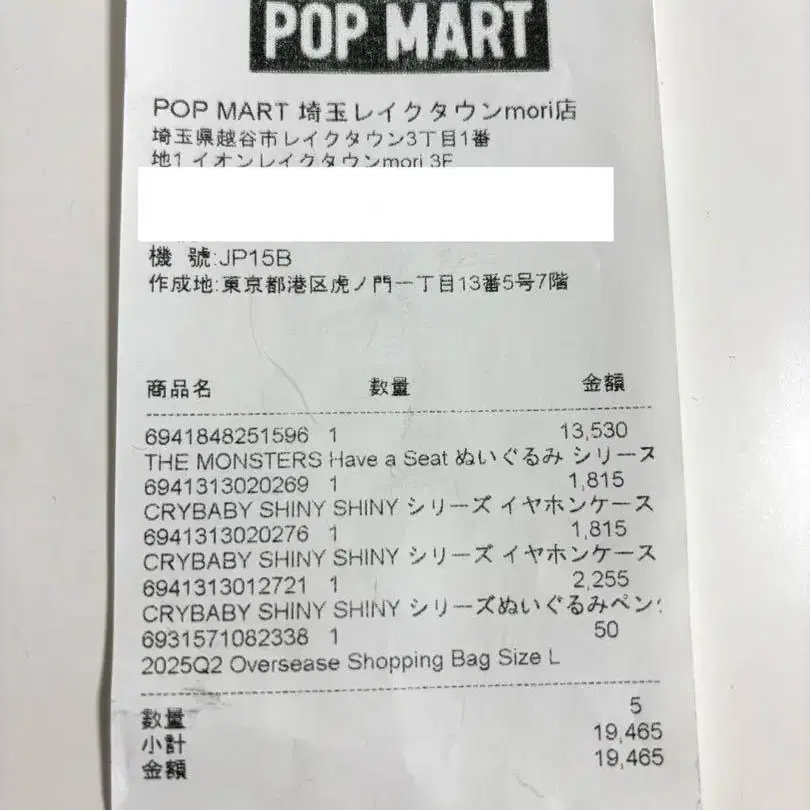 POP MART
POP MART 埼玉レイクタウンmori店
埼玉県越谷市レイクタウン3丁目1番
地1 イオンレイクタウンmori 3F
機 號:JP15B
作成地:東京都港区虎ノ門一丁目13番5号7階
商品名 数量 金額
6941848251596 1 13,530
THE MONSTERS Have a Seat ぬいぐるみ シリース
6941313020269 1 1,815
CRYBABY SHINY SHINY シリーズ イヤホンケース
6941313020276 1 1,815
CRYBABY SHINY SHINY シリーズ イヤホンケース
6941313012721 1 2,255
CRYBABY SHINY SHINY シリーズぬいぐるみペン
6931571082338 1 50
2025Q2 Oversease Shopping Bag Size L
数量 5
小計 19,465
金額 19,465